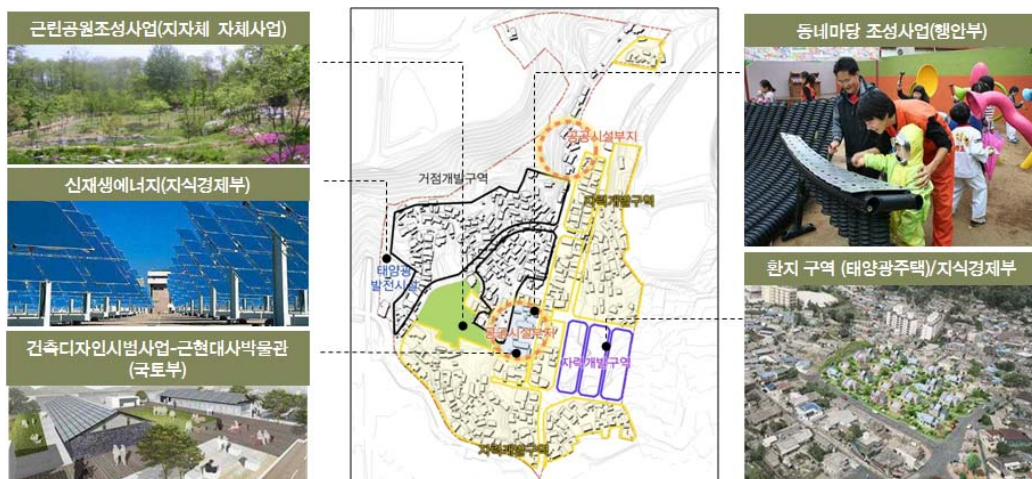 근린공원조성사업(지자체 자체사업)
신재생에너지(지식경제부)
건축디자인시범사업-근현대사박물관
(국토부)
공공시설부지
거점개발구역
자력개발구역
태양광
발전시설
공공시설부지
자력개발구역
자력개발구역
동네마당 조성사업(행안부)
환지 구역 (태양광주택)/지식경제부